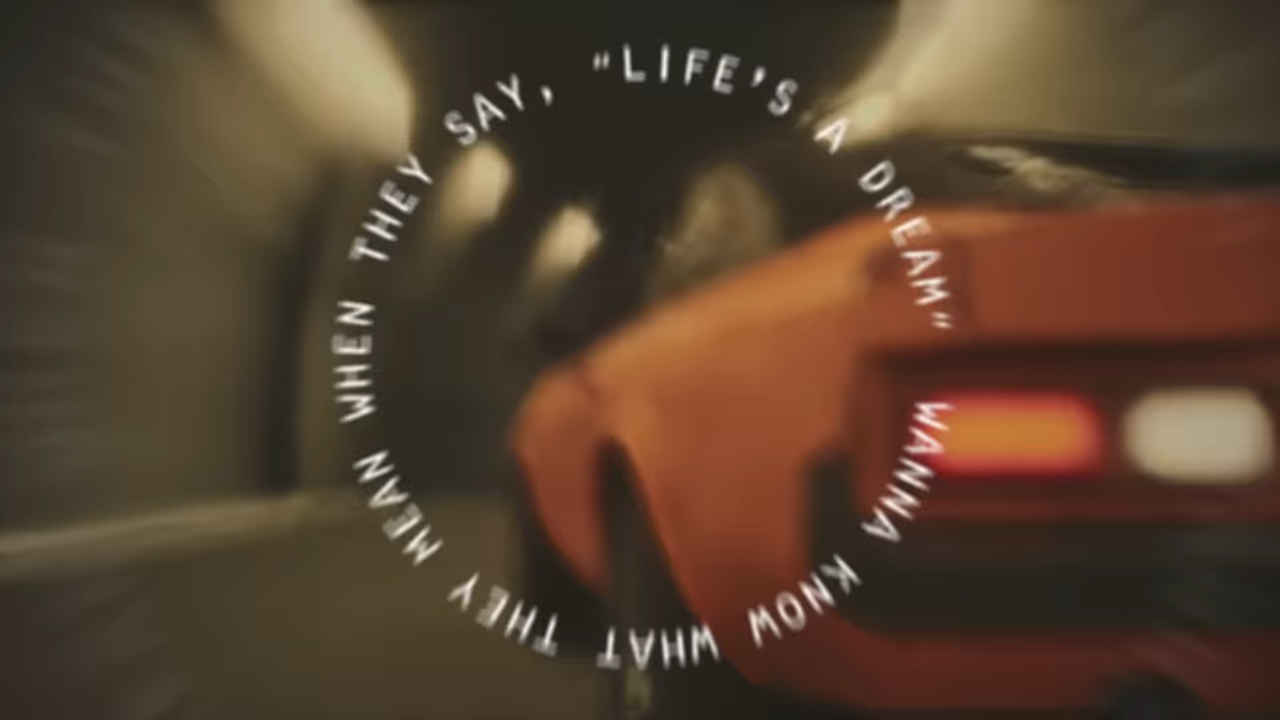 WANNA KNOW WHAT THEY MEAN WHEN THEY SAY, "LIFE'S A DREAM"